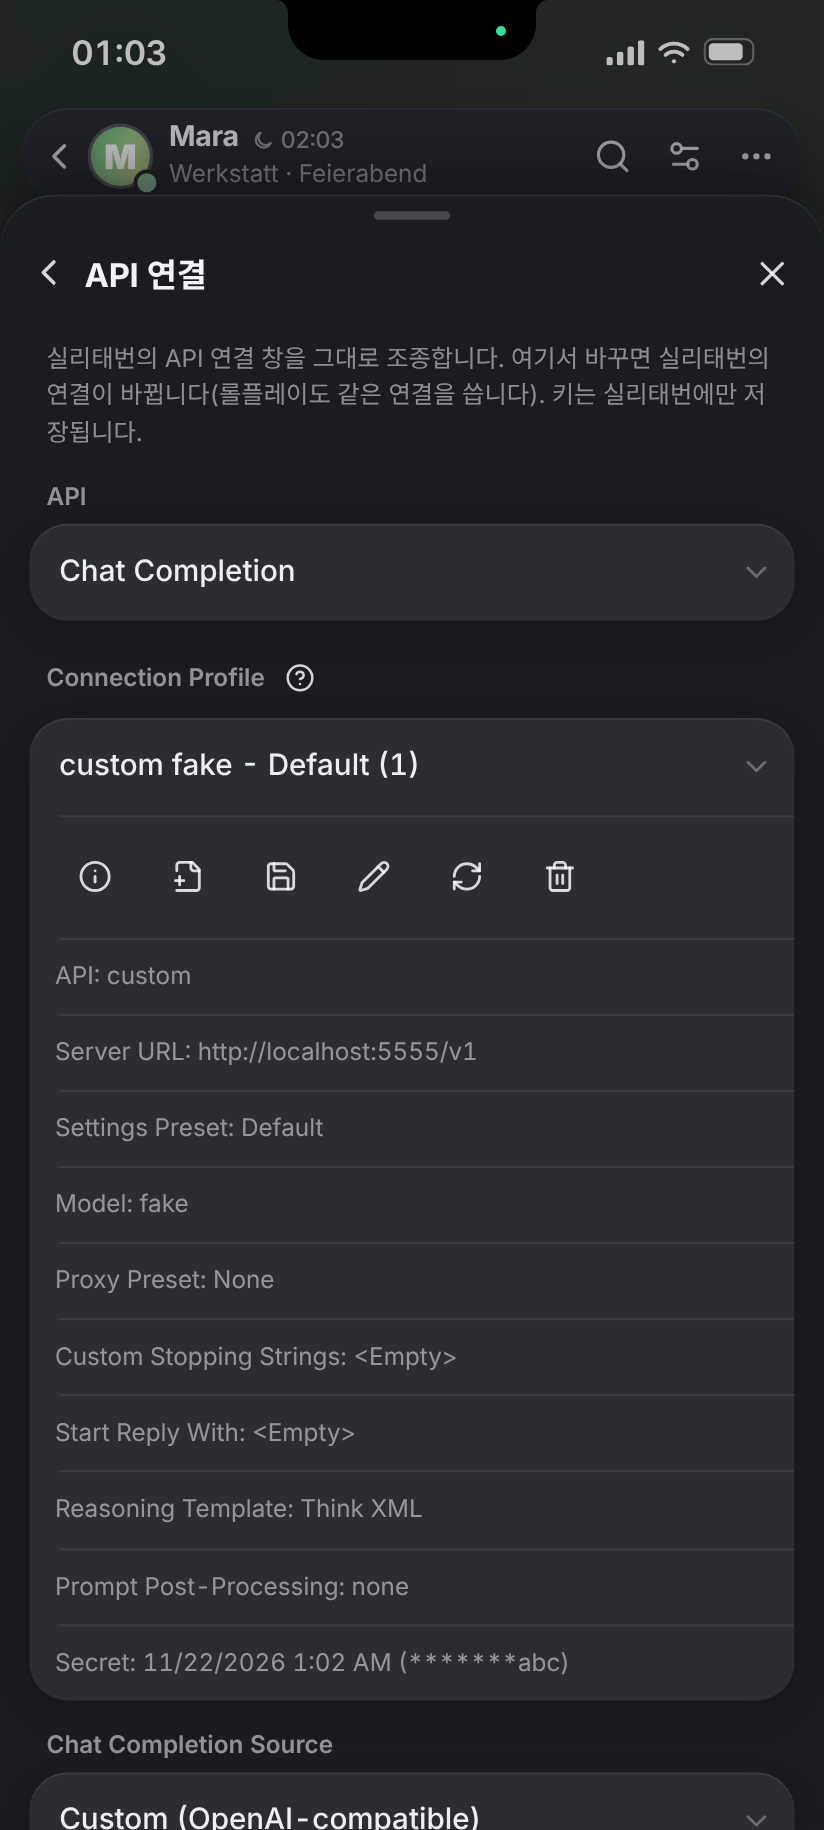 01:03
M
Mara 02:03
Werkstatt · Feierabend
API 연결
실리태번의 API 연결 창을 그대로 조종합니다. 여기서 바꾸면 실리태번의
연결이 바뀝니다(롤플레이도 같은 연결을 씁니다). 키는 실리태번에만 저
장됩니다.
API
Chat Completion
Connection Profile
custom fake - Default (1)
API: custom
Server URL: http://localhost:5555/v1
Settings Preset: Default
Model: fake
Proxy Preset: None
Custom Stopping Strings: <Empty>
Start Reply With: <Empty>
Reasoning Template: Think XML
Prompt Post-Processing: none
Secret: 11/22/2026 1:02 AM (*******abc)
Chat Completion Source
Custom (OpenAI-compatible)